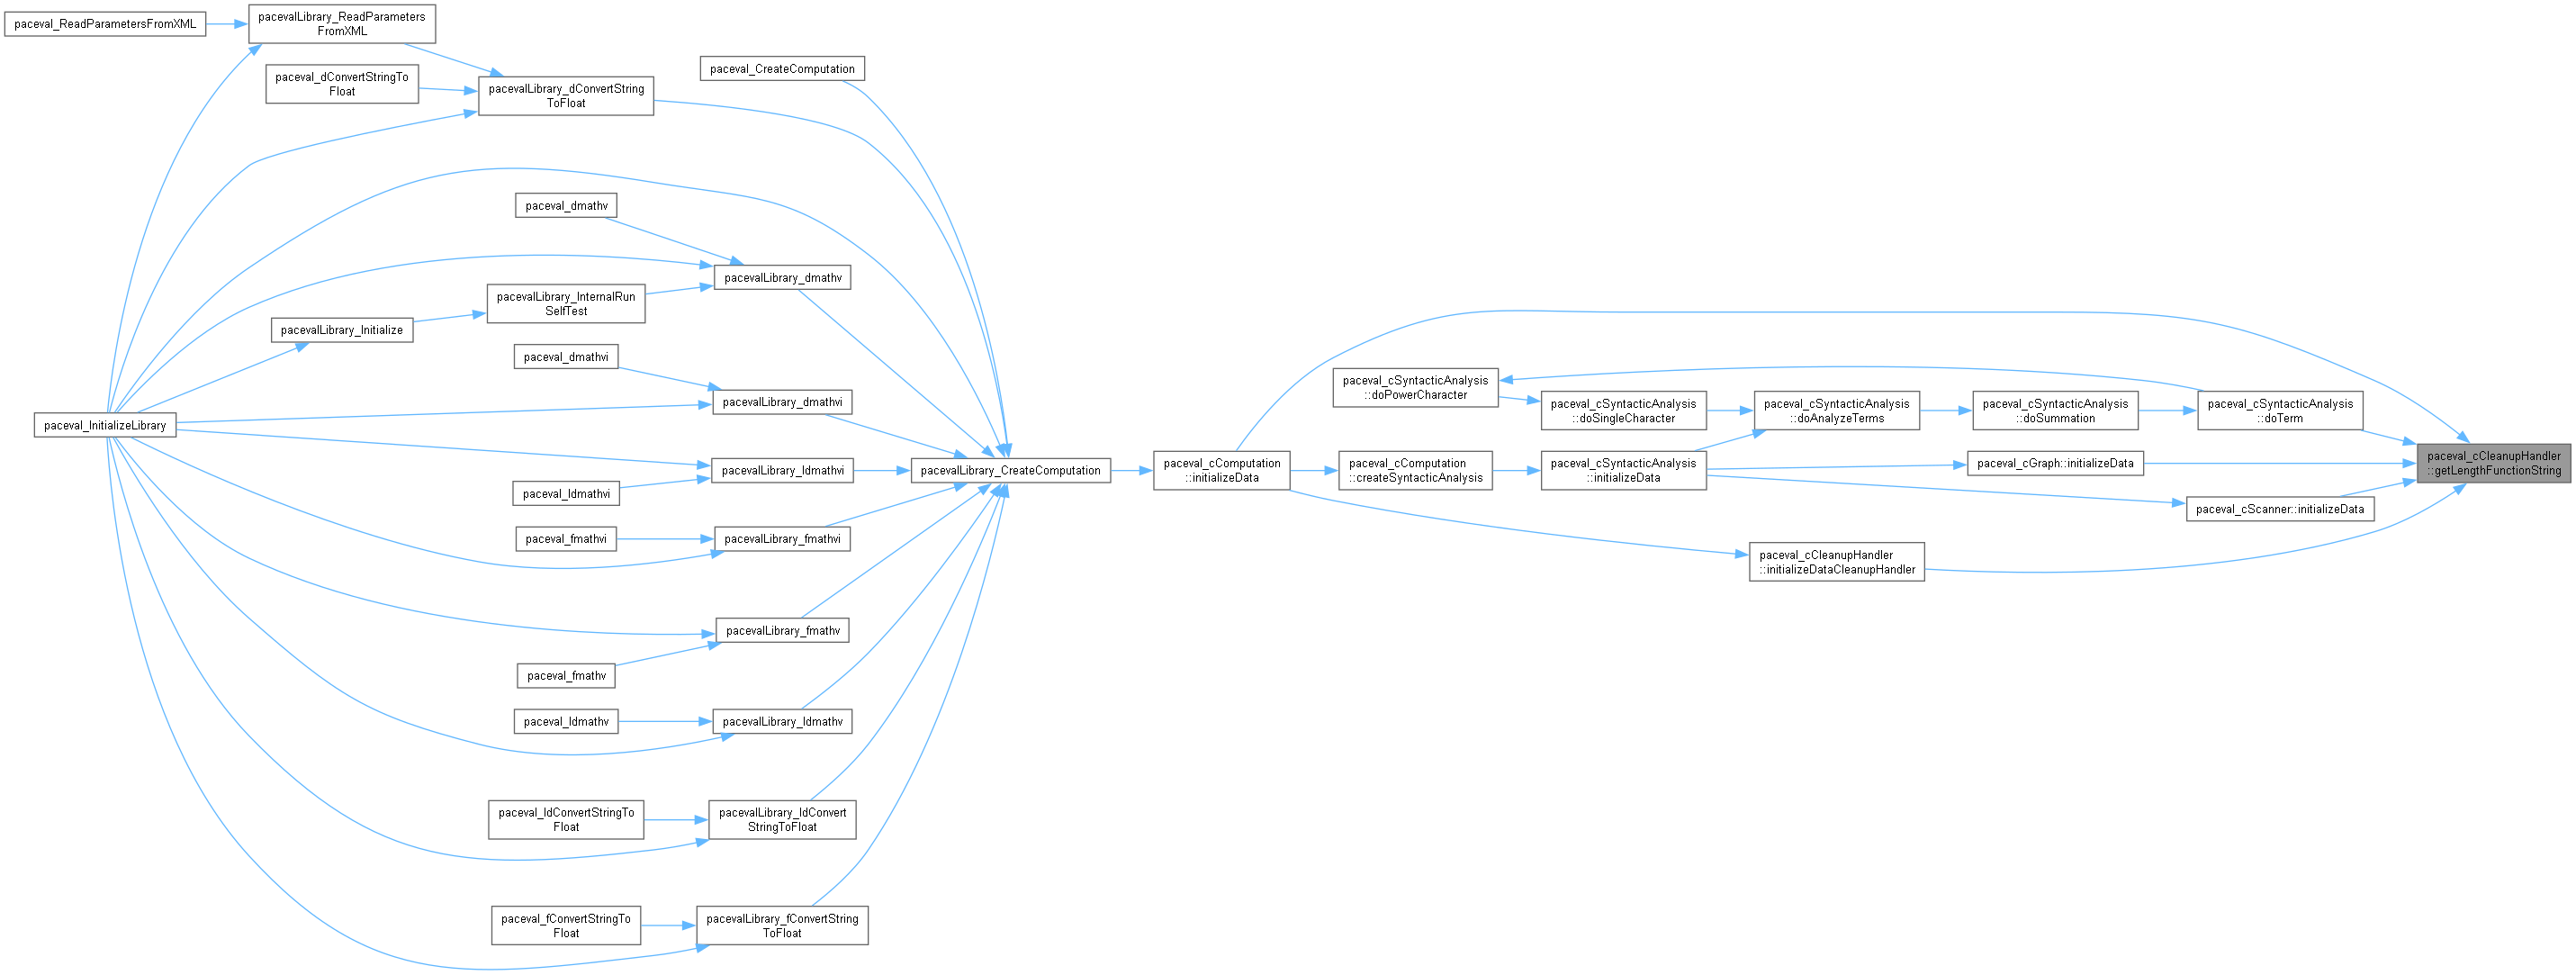 paceval_ReadParametersFromXML
pacevalLibrary_ReadParameters
FromXML
paceval_dConvertStringTo
Float
pacevalLibrary_dConvertString
ToFloat
paceval_CreateComputation
paceval_dmathv
pacevalLibrary_dmathv
pacevalLibrary_InternalRun
SelfTest
pacevalLibrary_Initialize
paceval_dmathvi
pacevalLibrary_dmathvi
paceval_InitializeLibrary
pacevalLibrary_ldmathvi
paceval_ldmathvi
pacevalLibrary_CreateComputation
paceval_fmathvi
pacevalLibrary_fmathvi
pacevalLibrary_fmathv
paceval_fmathv
paceval_ldmathv
pacevalLibrary_ldmathv
paceval_ldConvertStringTo
Float
pacevalLibrary_ldConvert
StringToFloat
paceval_fConvertStringTo
Float
pacevalLibrary_fConvertString
ToFloat
paceval_cComputation
::initializeData
paceval_cComputation
::createSyntacticAnalysis
paceval_cSyntacticAnalysis
::doPowerCharacter
paceval_cSyntacticAnalysis
::doSingleCharacter
paceval_cSyntacticAnalysis
::doAnalyzeTerms
paceval_cSyntacticAnalysis
::doSummation
paceval_cSyntacticAnalysis
::doTerm
paceval_cSyntacticAnalysis
::initializeData
paceval_cGraph::initializeData
paceval_cScanner::initializeData
paceval_cCleanupHandler
::initializeDataCleanupHandler
paceval_cCleanupHandler
::getLengthFunctionString